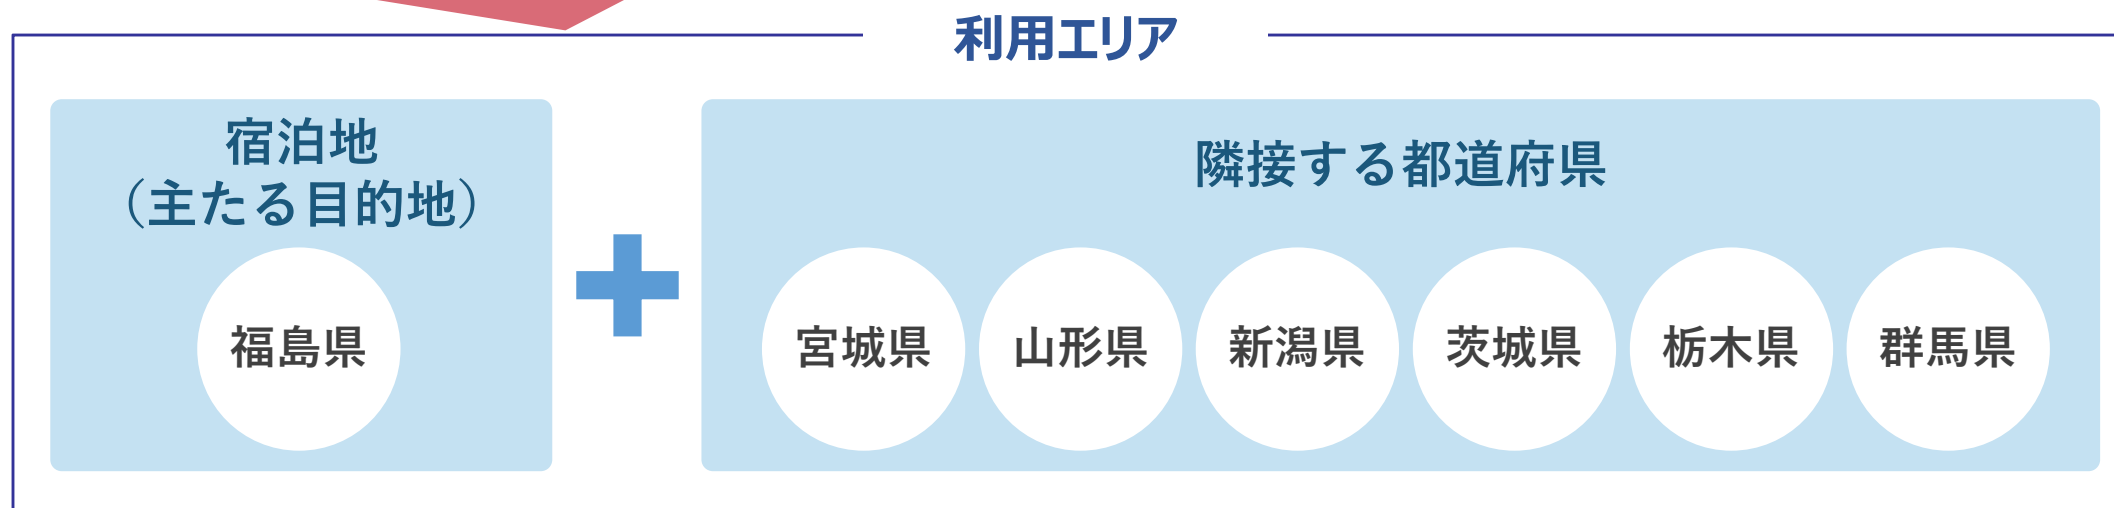 利用エリア
宿泊地
（主たる目的地）
福島県
隣接する都道府県
宮城県
山形県
新潟県
茨城県
栃木県
群馬県